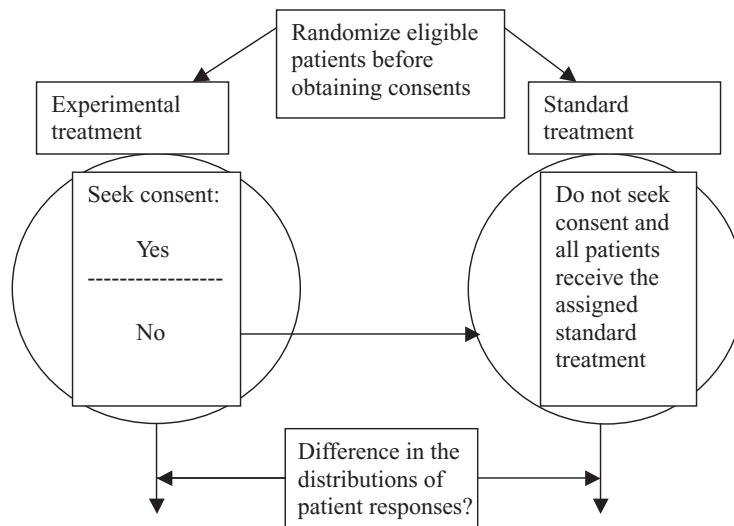 Randomize eligible
patients before
obtaining consents
Experimental
treatment
Standard
treatment
Seek consent:
Yes
No
Do not seek
consent and
all patients
receive the
assigned
standard
treatment
Difference in the
distributions of
patient responses?